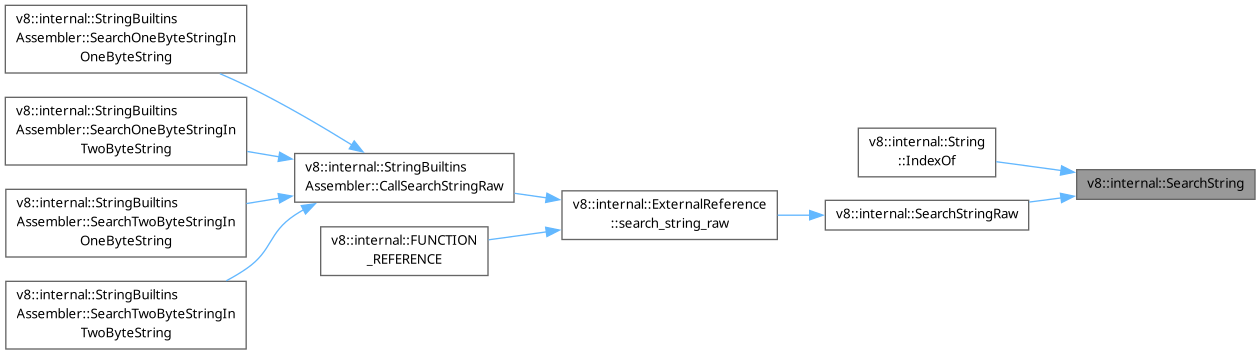 v8::internal::StringBuiltins
Assembler::SearchOneByteStringIn
OneByteString
v8::internal::StringBuiltins
Assembler::SearchOneByteStringIn
TwoByteString
v8::internal::StringBuiltins
Assembler::SearchTwoByteStringIn
OneByteString
v8::internal::StringBuiltins
Assembler::SearchTwoByteStringIn
TwoByteString
v8::internal::StringBuiltins
Assembler::CallSearchStringRaw
v8::internal::FUNCTION
_REFERENCE
v8::internal::ExternalReference
::search_string_raw
v8::internal::String
::IndexOf
v8::internal::SearchStringRaw
v8::internal::SearchString